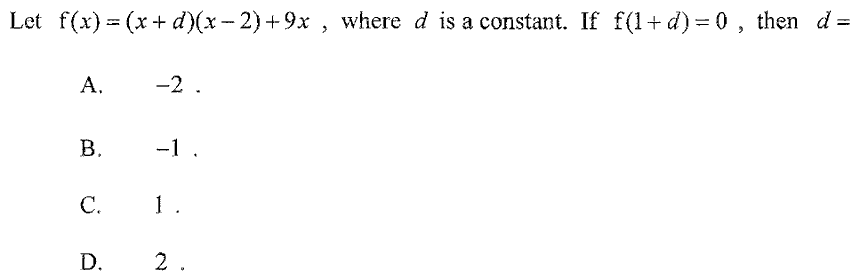 Let f(x) = (x + d)(x − 2) + 9x , where d is a constant. If f(1 + d) = 0 , then d =
A. −2 .
B. −1 .
C. 1 .
D. 2 .